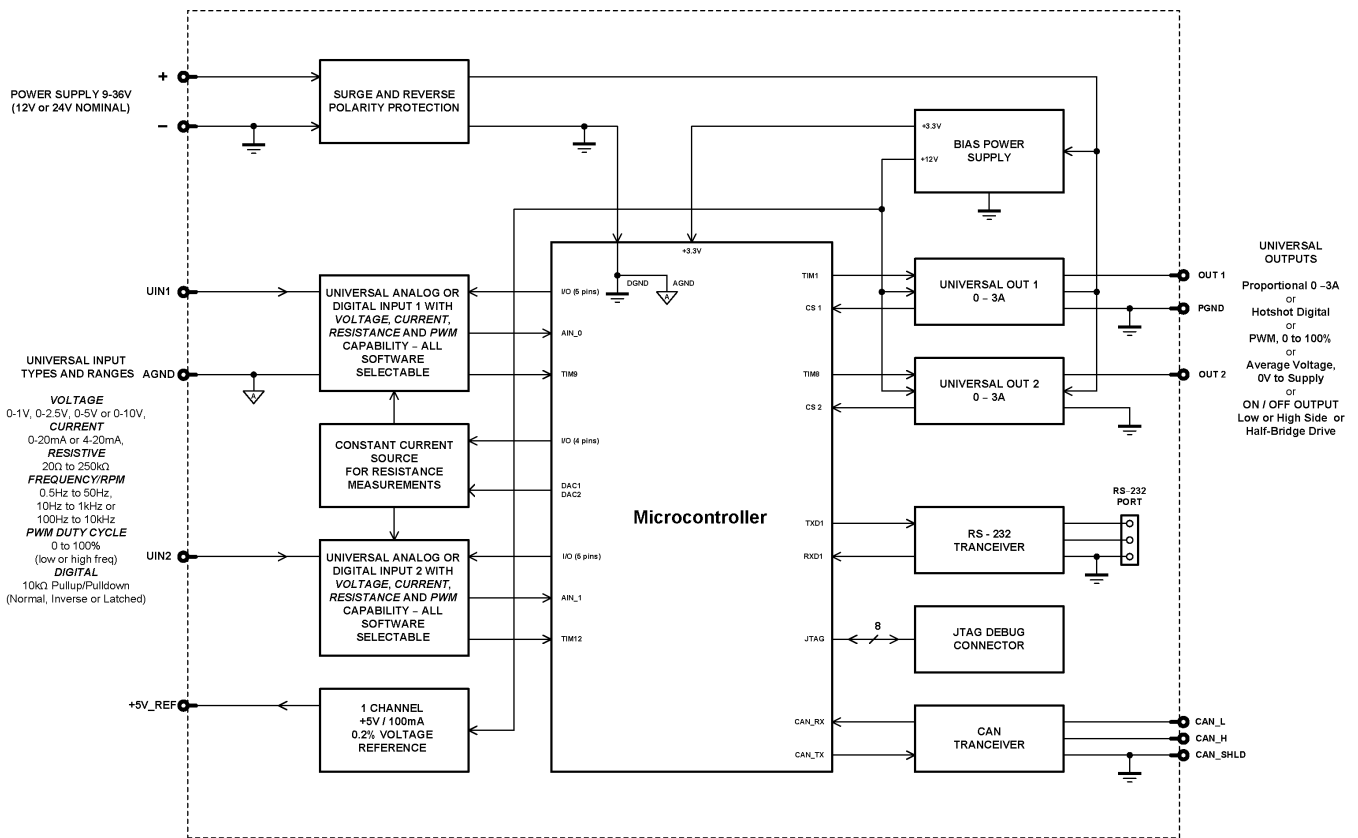 +
POWER SUPPLY 9-36V
(12V or 24V NOMINAL)
–
SURGE AND REVERSE
POLARITY PROTECTION
+3.3V
+12V
BIAS POWER
SUPPLY
UIN1
UNIVERSAL INPUT
TYPES AND RANGES
AGND
A
VOLTAGE
0-1V, 0-2.5V, 0-5V or 0-10V,
CURRENT
0-20mA or 4-20mA,
RESISTIVE
20Ω to 250kΩ
FREQUENCY/RPM
0.5Hz to 50Hz,
10Hz to 1kHz or
100Hz to 10kHz
PWM DUTY CYCLE
0 to 100%
(low or high freq)
DIGITAL
10kΩ Pullup/Pulldown
(Normal, Inverse or Latched)
UIN2
+5V_REF
UNIVERSAL ANALOG OR
DIGITAL INPUT 1 WITH
VOLTAGE, CURRENT,
RESISTANCE AND PWM
CAPABILITY – ALL
SOFTWARE
SELECTABLE
CONSTANT CURRENT
SOURCE
FOR RESISTANCE
MEASUREMENTS
UNIVERSAL ANALOG OR
DIGITAL INPUT 2 WITH
VOLTAGE, CURRENT,
RESISTANCE AND PWM
CAPABILITY – ALL
SOFTWARE
SELECTABLE
1 CHANNEL
+5V / 100mA
0.2% VOLTAGE
REFERENCE
+3.3V
DGND
AGND
A
I/O (5 pins)
AIN_0
TIM9
I/O (4 pins)
DAC1
DAC2
I/O (5 pins)
AIN_1
TIM12
Microcontroller
TIM1
CS 1
TIM8
CS 2
TXD1
RXD1
JTAG
8
CAN_RX
CAN_TX
UNIVERSAL OUT 1
0 – 3A
UNIVERSAL OUT 2
0 – 3A
RS - 232
TRANCEIVER
JTAG DEBUG
CONNECTOR
CAN
TRANCEIVER
RS-232
PORT
OUT 1
PGND
OUT 2
CAN_L
CAN_H
CAN_SHLD
UNIVERSAL
OUTPUTS
Proportional 0 –3A
or
Hotshot Digital
or
PWM, 0 to 100%
or
Average Voltage,
0V to Supply
or
ON / OFF OUTPUT
Low or High Side or
Half-Bridge Drive